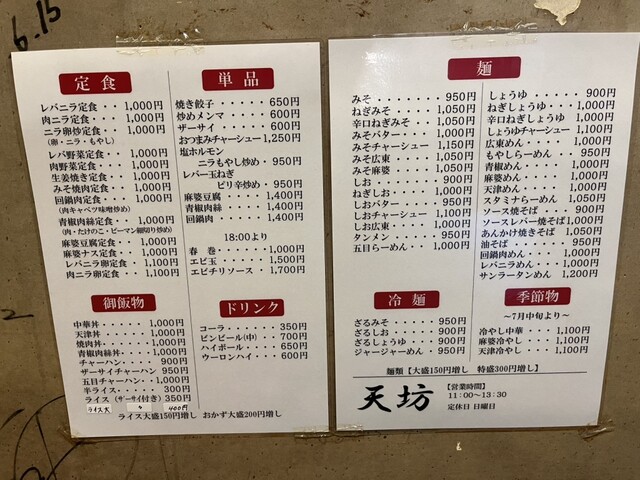 6.15
定食
レバニラ定食・・1,000円
肉ニラ定食・・・1,000円
ニラ卵炒定食・・1,000円
(卵・ニラ・もやし)
レバ野菜定食・・1,000円
肉野菜定食・・・1,000円
生姜焼き定食・・1,000円
みそ焼肉定食・・1,000円
回鍋肉定食・・・1,000円
(肉キャベツ味噌炒め)
青椒肉絲定食・・1,000円
(肉・たけのこ・ピーマン細切り炒め)
麻婆豆腐定食・・1,000円
麻婆ナス定食・・1,000円
レバニラ卵定食・1,100円
肉ニラ卵定食・・1,100円
単品
焼き餃子・・・・・650円
炒めメンマ・・・・600円
ザーサイ・・・・・600円
おつまみチャーシュー1,250円
塩ホルモン
ニラもやし炒め・950円
レバー玉ねぎ
ピリ辛炒め・950円
麻婆豆腐・・・・1,400円
青椒肉絲・・・・1,400円
回鍋肉・・・・・1,400円
18:00より
春巻・・・・・・1,000円
エビ玉・・・・・1,500円
エビチリソース・1,700円
御飯物
中華丼・・・・・1,000円
天津丼・・・・・1,000円
焼肉丼・・・・・1,000円
青椒肉絲丼・・・1,000円
チャーハン・・・・900円
ザーサイチャーハン・950円
五目チャーハン・・1,000円
半ライス・・・・・300円
ライス(ザーサイ付き)350円
ライス大 〃 400円
ドリンク
コーラ・・・・・・350円
ビンビール(中)・・700円
ハイボール・・・・650円
ウーロンハイ・・・600円
ライス大盛150円増し おかず大盛200円増し
麺
みそ・・・・・・・950円
ねぎみそ・・・・1,050円
辛口ねぎみそ・・1,050円
みそバター・・・1,000円
みそチャーシュー 1,150円
みそ広東・・・・1,050円
みそ麻婆・・・・1,050円
しお・・・・・・・900円
ねぎしお・・・・1,050円
しおバター・・・・950円
しおチャーシュー 1,100円
しお広東・・・・1,000円
タンメン・・・・・950円
五目らーめん・・1,000円
しょうゆ・・・・・900円
ねぎしょうゆ・・1,000円
辛口ねぎしょうゆ 1,000円
しょうゆチャーシュー 1,100円
広東めん・・・・1,000円
もやしらーめん・・950円
青椒めん・・・・1,000円
麻婆めん・・・・1,000円
天津めん・・・・1,000円
スタミナらーめん 1,050円
ソース焼そば・・・900円
ソースレバー焼そば 1,000円
あんかけ焼きそば 1,050円
油そば・・・・・・950円
回鍋肉めん・・・1,000円
レバニラめん・・1,000円
サンラータンめん 1,200円
冷麺
ざるみそ・・・・・950円
ざるしお・・・・・900円
ざるしょうゆ・・・900円
ジャージャーめん・950円
季節物
~7月中旬より~
冷やし中華・・・1,100円
麻婆冷やし・・・1,100円
天津冷やし・・・1,100円
麺類【大盛150円増し 特盛300円増し】
天坊
【営業時間】
11:00~13:30
定休日 日曜日
2